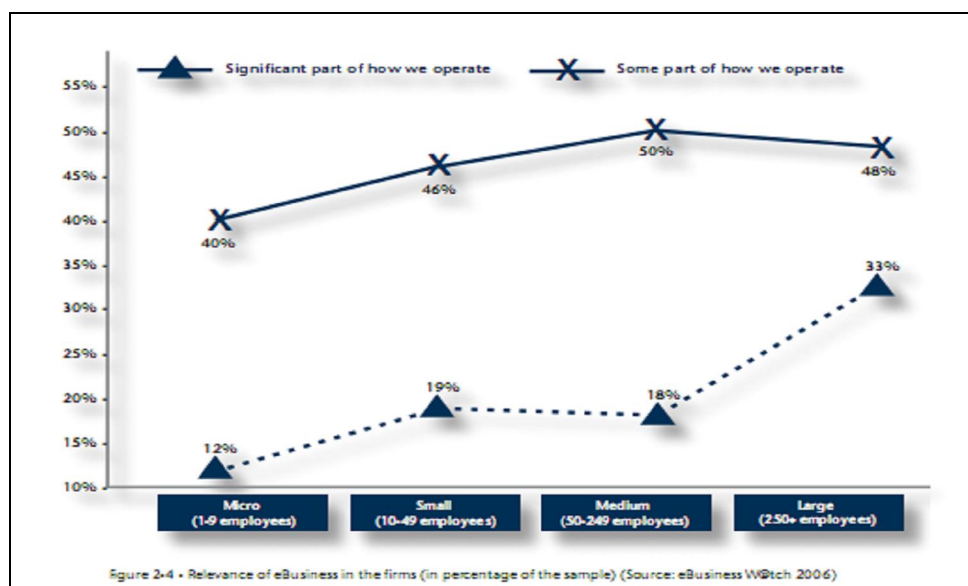 Significant part of how we operate
Some part of how we operate
55%
50%
45%
40%
35%
30%
25%
20%
15%
10%
40%
46%
50%
48%
12%
19%
18%
33%
Micro
(1-9 employees)
Small
(10-49 employees)
Medium
(50-249 employees)
Large
(250+ employees)
Figure 2-4 - Relevance of eBusiness in the firms (in percentage of the sample) (Source: eBusiness W@tch 2006)